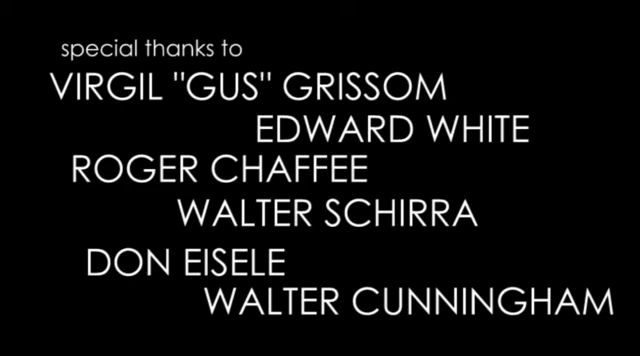 special thanks to
VIRGIL "GUS" GRISSOM
EDWARD WHITE
ROGER CHAFFEE
WALTER SCHIRRA
DON EISELE
WALTER CUNNINGHAM